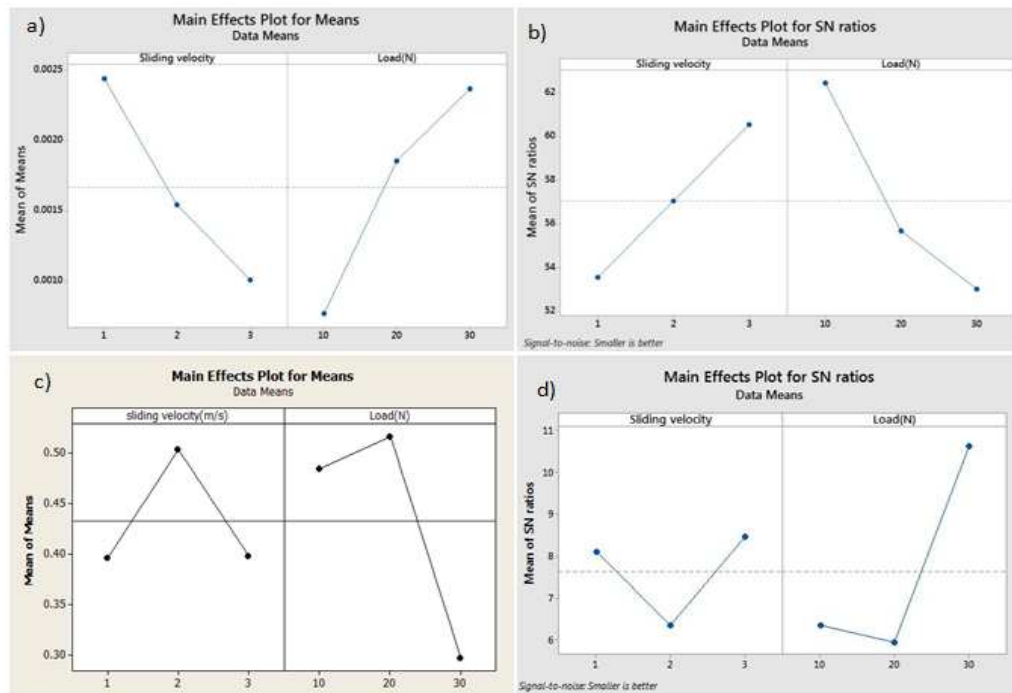 a)
Main Effects Plot for Means
Data Means
Sliding velocity Load(N)
Mean of Means
0.0025
0.0020
0.0015
0.0010
1 2 3 10 20 30
b)
Main Effects Plot for SN ratios
Data Means
Sliding velocity Load(N)
Mean of SN ratios
62
60
58
56
54
52
1 2 3 10 20 30
Signal-to-noise: Smaller is better
c)
Main Effects Plot for Means
Data Means
sliding velocity(m/s) Load(N)
Mean of Means
0.50
0.45
0.40
0.35
0.30
1 2 3 10 20 30
d)
Main Effects Plot for SN ratios
Data Means
Sliding velocity Load(N)
Mean of SN ratios
11
10
9
8
7
6
1 2 3 10 20 30
Signal-to-noise: Smaller is better